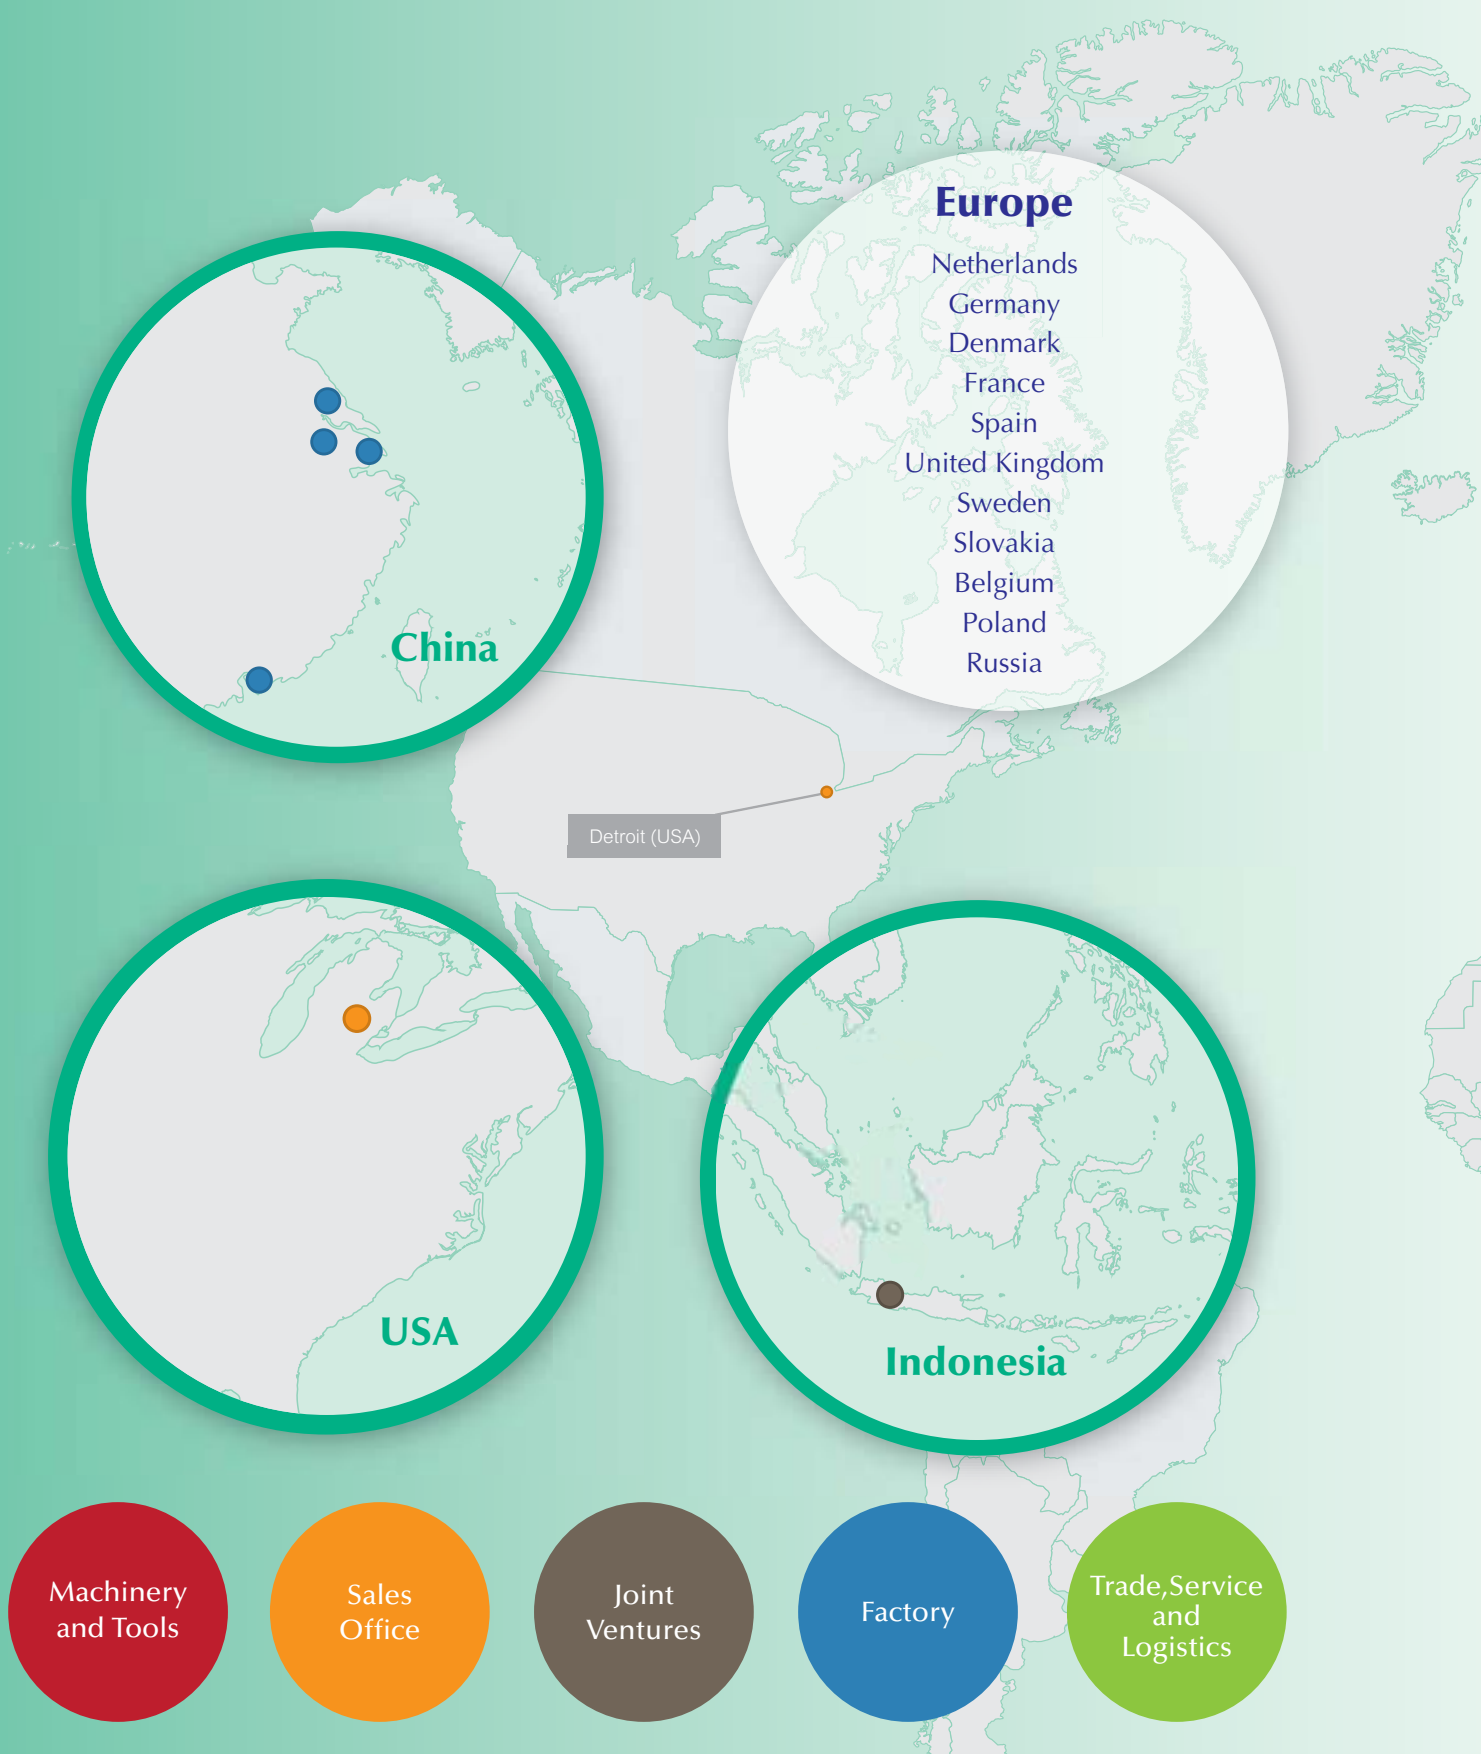 Europe
Netherlands
Germany
Denmark
France
Spain
United Kingdom
Sweden
Slovakia
Belgium
Poland
Russia
China
Detroit (USA)
USA
Indonesia
Machinery
and Tools
Sales
Office
Joint
Ventures
Factory
Trade,Service
and
Logistics